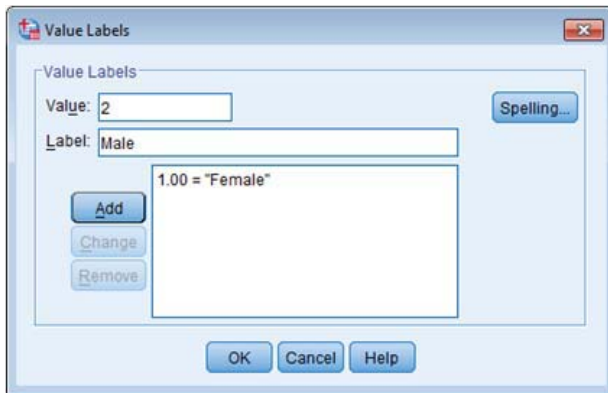 Value Labels
Value Labels
Value: 2
Spelling...
Label: Male
1.00 = "Female"
Add
Change
Remove
OK Cancel Help